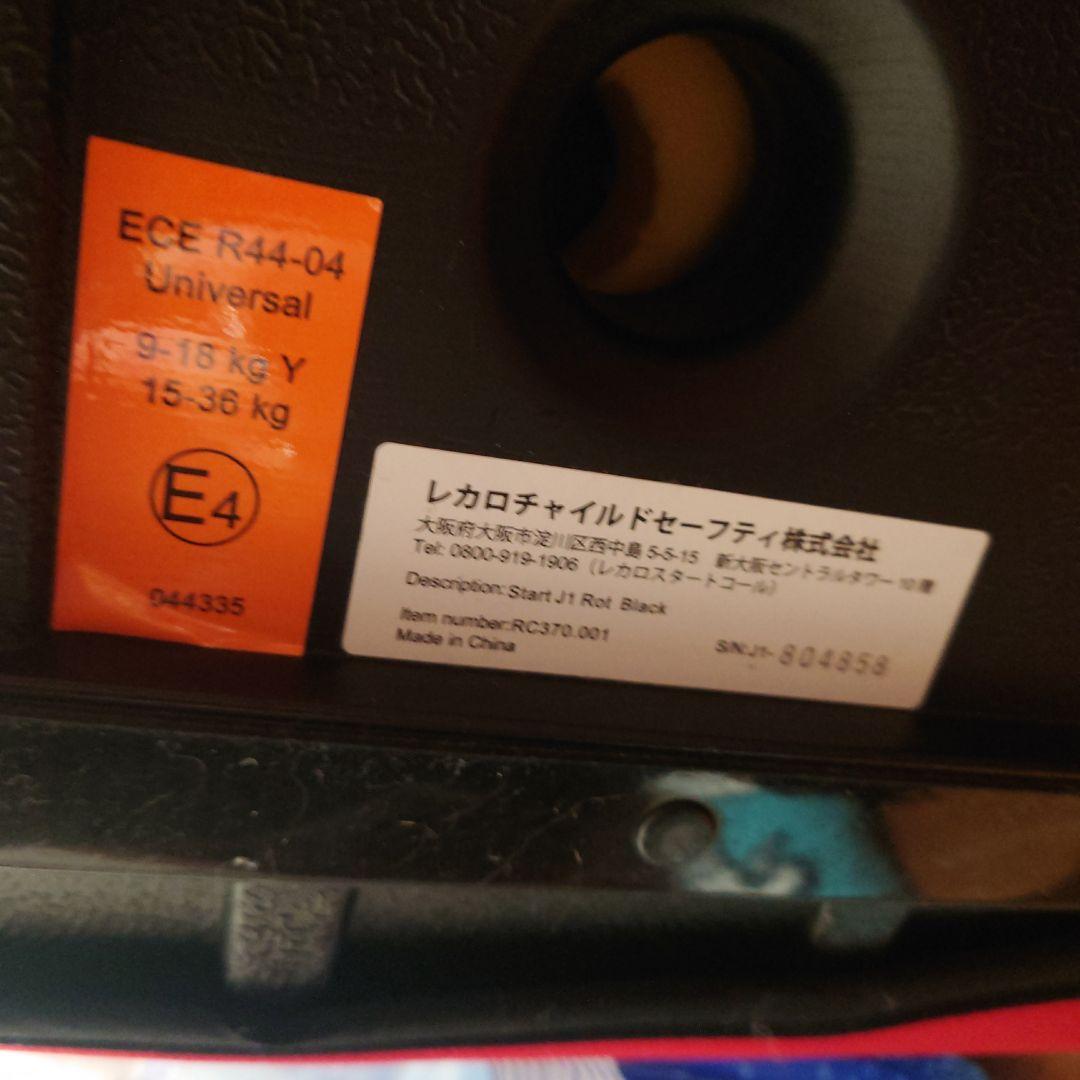 ECE R44-04
Universal
9-18 kg Y
15-36 kg
E4
044335
レカロチャイルドセーフティ株式会社
大阪府大阪市淀川区西中島 5-5-15 新大阪セントラルタワー 10 階
Tel: 0800-919-1906（レカロスタートコール）
Description: Start J1 Rot Black
Item number:RC370.001
Made in China
S/N:J1-804858